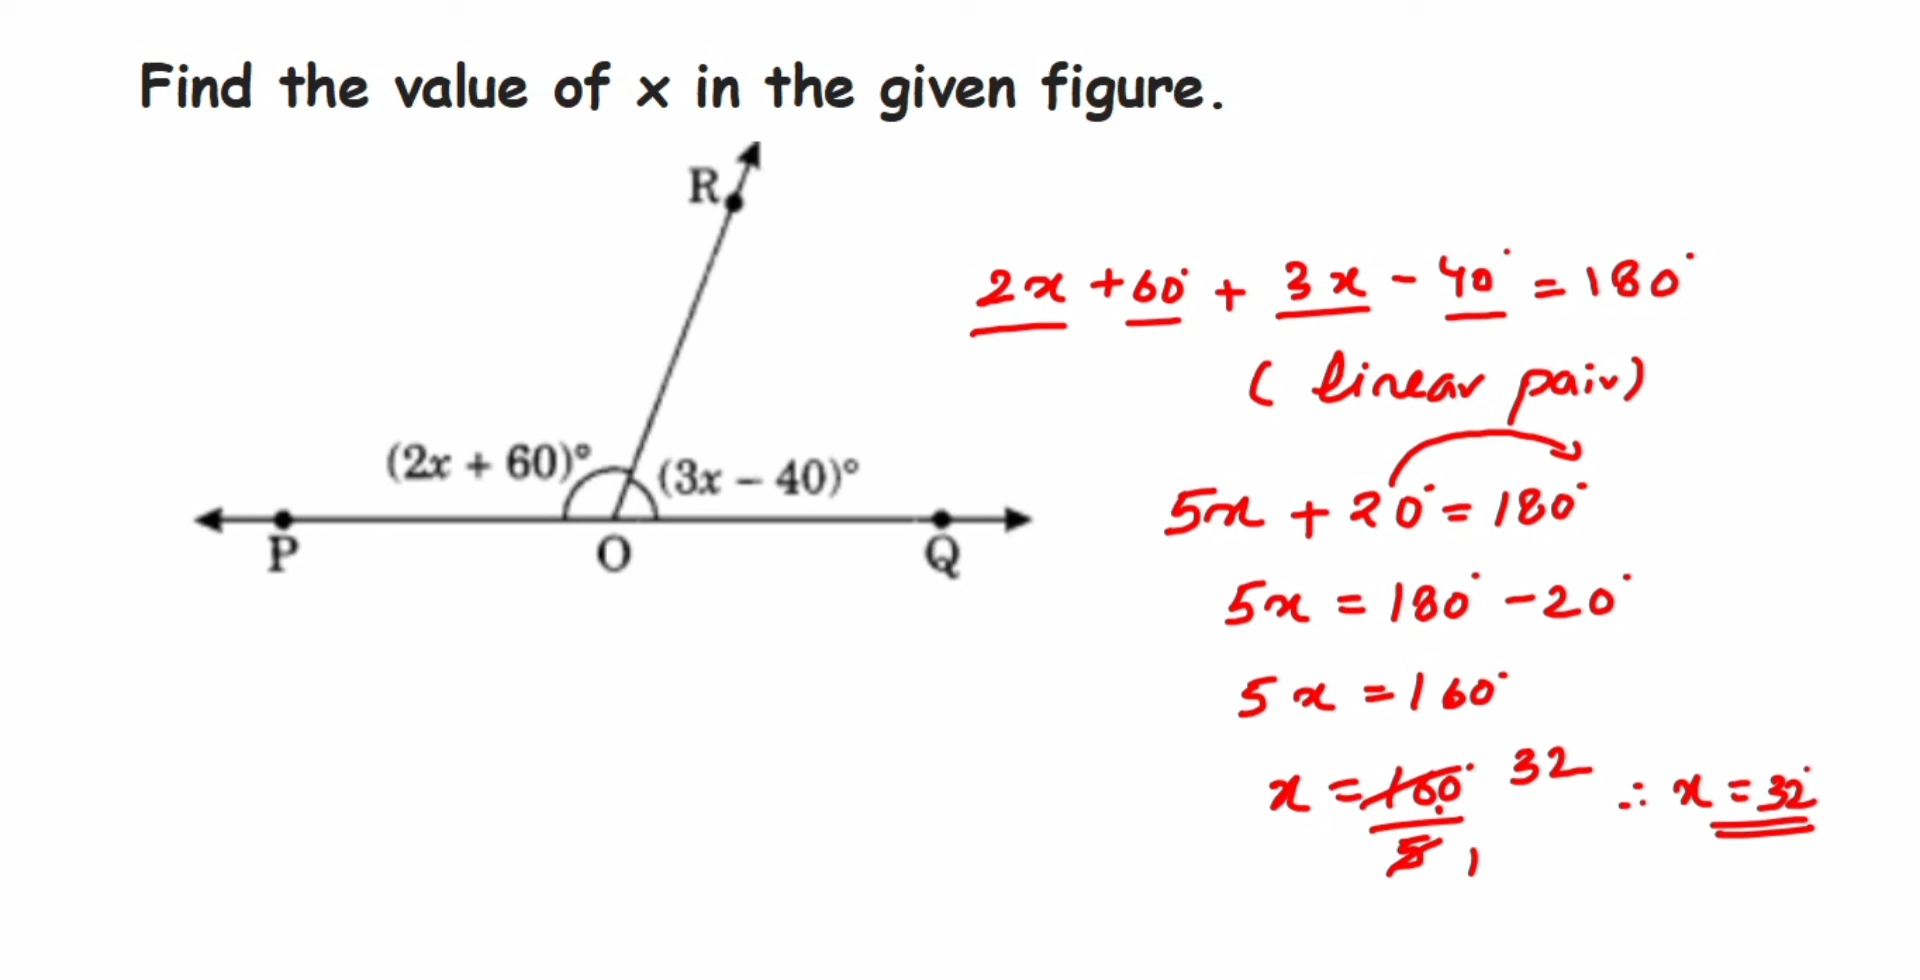 Find the value of x in the given figure.
R
(2x + 60)°
(3x – 40)°
P
O
Q
2x + 60° + 3x - 40° = 180°
(linear pair)
5x + 20° = 180°
5x = 180° - 20°
5x = 160°
x = 160° 32 ∴ x = 32°
5 1